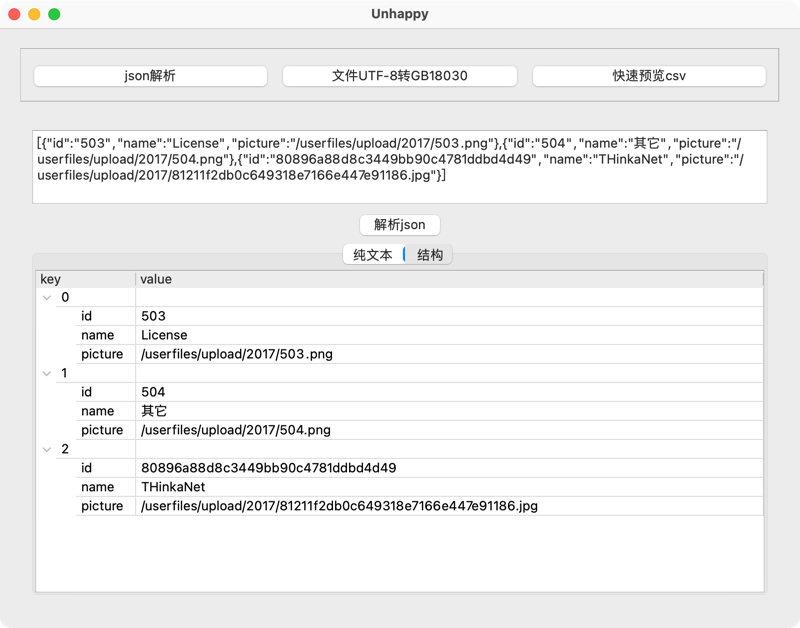 Unhappy
json解析 文件UTF-8转GB18030 快速预览csv
[{"id":"503","name":"License","picture":"/userfiles/upload/2017/503.png"},{"id":"504","name":"其它","picture":"/
userfiles/upload/2017/504.png"},{"id":"80896a88d8c3449bb90c4781ddbd4d49","name":"THinkaNet","picture":"/
userfiles/upload/2017/81211f2db0c649318e7166e447e91186.jpg"}]
解析json
纯文本 结构
key value
0
id 503
name License
picture /userfiles/upload/2017/503.png
1
id 504
name 其它
picture /userfiles/upload/2017/504.png
2
id 80896a88d8c3449bb90c4781ddbd4d49
name THinkaNet
picture /userfiles/upload/2017/81211f2db0c649318e7166e447e91186.jpg